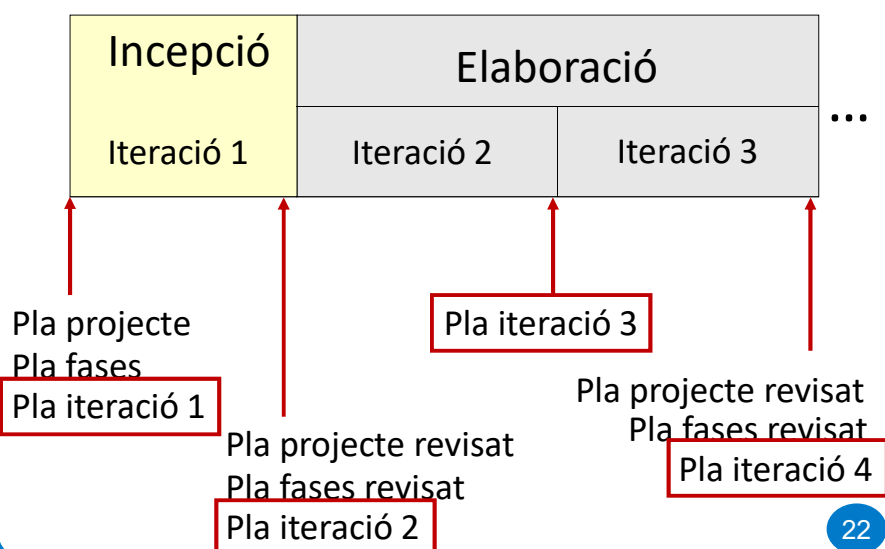 Incepció
Elaboració
...
Iteració 1
Iteració 2
Iteració 3
Pla projecte
Pla fases
Pla iteració 1
Pla projecte revisat
Pla fases revisat
Pla iteració 2
Pla iteració 3
Pla projecte revisat
Pla fases revisat
Pla iteració 4
22